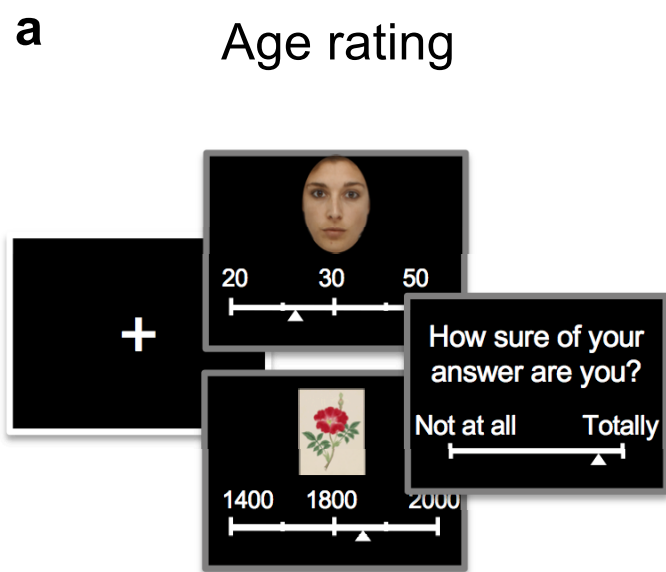 a
Age rating
20 30 50
How sure of your
answer are you?
Not at all Totally
1400 1800 2000